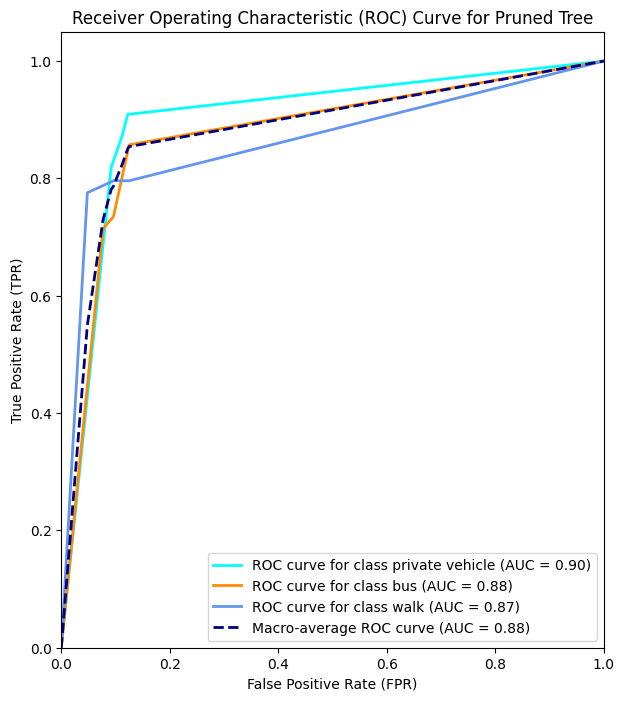 Receiver Operating Characteristic (ROC) Curve for Pruned Tree
True Positive Rate (TPR)
1.0
0.8
0.6
0.4
0.2
0.0
ROC curve for class private vehicle (AUC = 0.90)
ROC curve for class bus (AUC = 0.88)
ROC curve for class walk (AUC = 0.87)
Macro-average ROC curve (AUC = 0.88)
0.0 0.2 0.4 0.6 0.8 1.0
False Positive Rate (FPR)